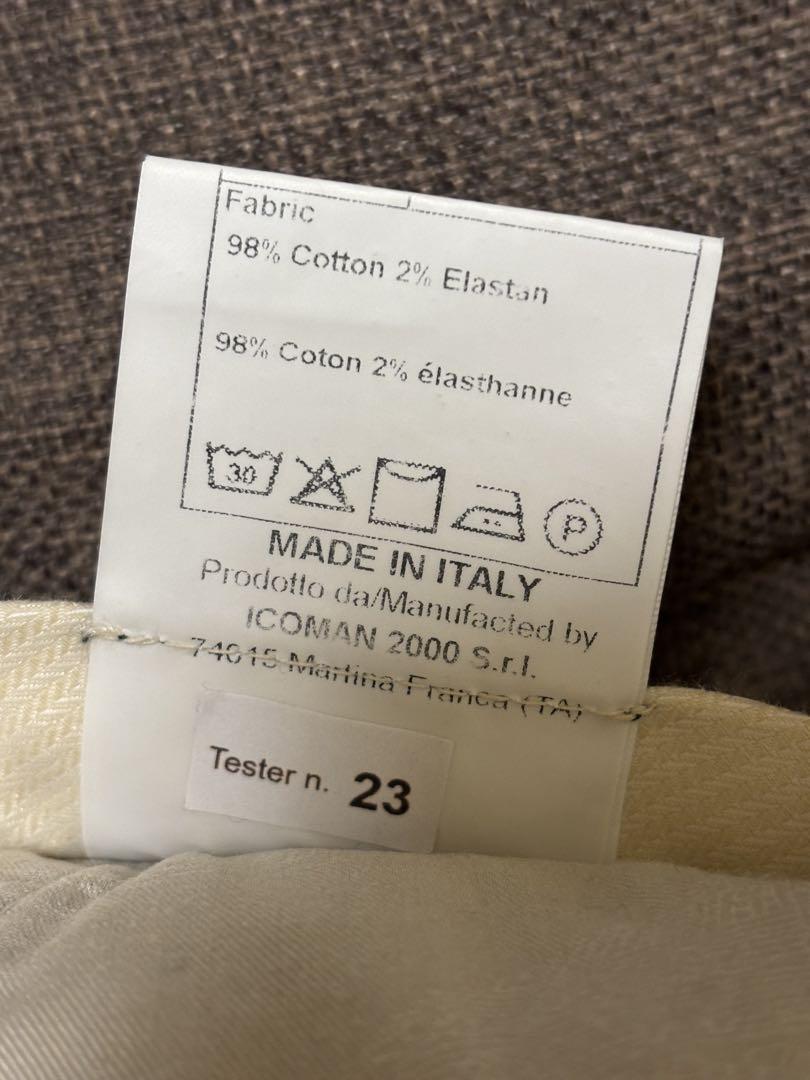 Fabric
98% Cotton 2% Elastan
98% Coton 2% élasthanne
30
P
MADE IN ITALY
Prodotto da/Manufacted by
ICOMAN 2000 S.r.l.
74015 Martina Franca (TA)
Tester n. 23